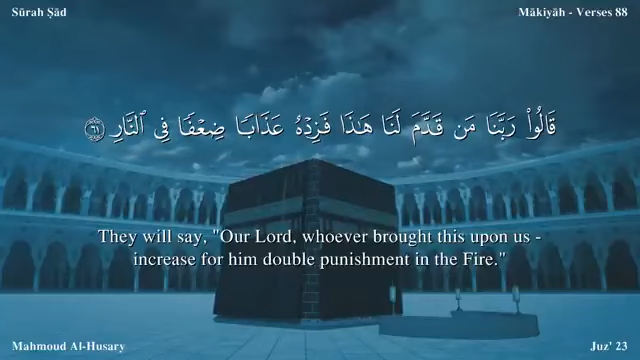 Sūrah Ṣād
Mākiyāh - Verses 88
قَالُوا۟ رَبَّنَا مَن قَدَّمَ لَنَا هَـٰذَا فَزِدْهُ عَذَابًا ضِعْفًا فِى ٱلنَّارِ ٦١
They will say, "Our Lord, whoever brought this upon us -
increase for him double punishment in the Fire."
Mahmoud Al-Husary
Juz' 23